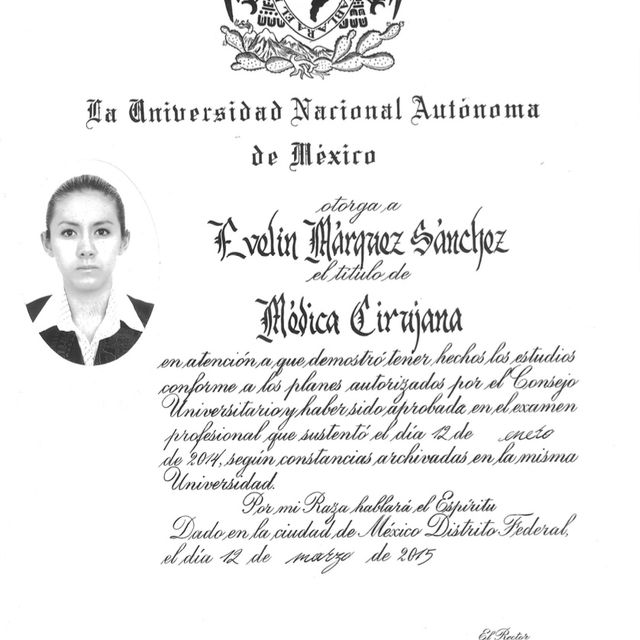 HABLARA EL
La Universidad Nacional Autónoma
de México
otorga a
Evelin Márquez Sánchez
el título de
Médica Cirujana
en atención a que demostró tener hechos los estudios
conforme a los planes autorizados por el Consejo
Universitario y haber sido aprobada en el examen
profesional que sustentó el día 12 de enero
de 2014, según constancias archivadas en la misma
Universidad.
Por mi Raza hablará el Espíritu
Dado en la ciudad de México Distrito Federal,
el día 12 de marzo de 2015
El Rector